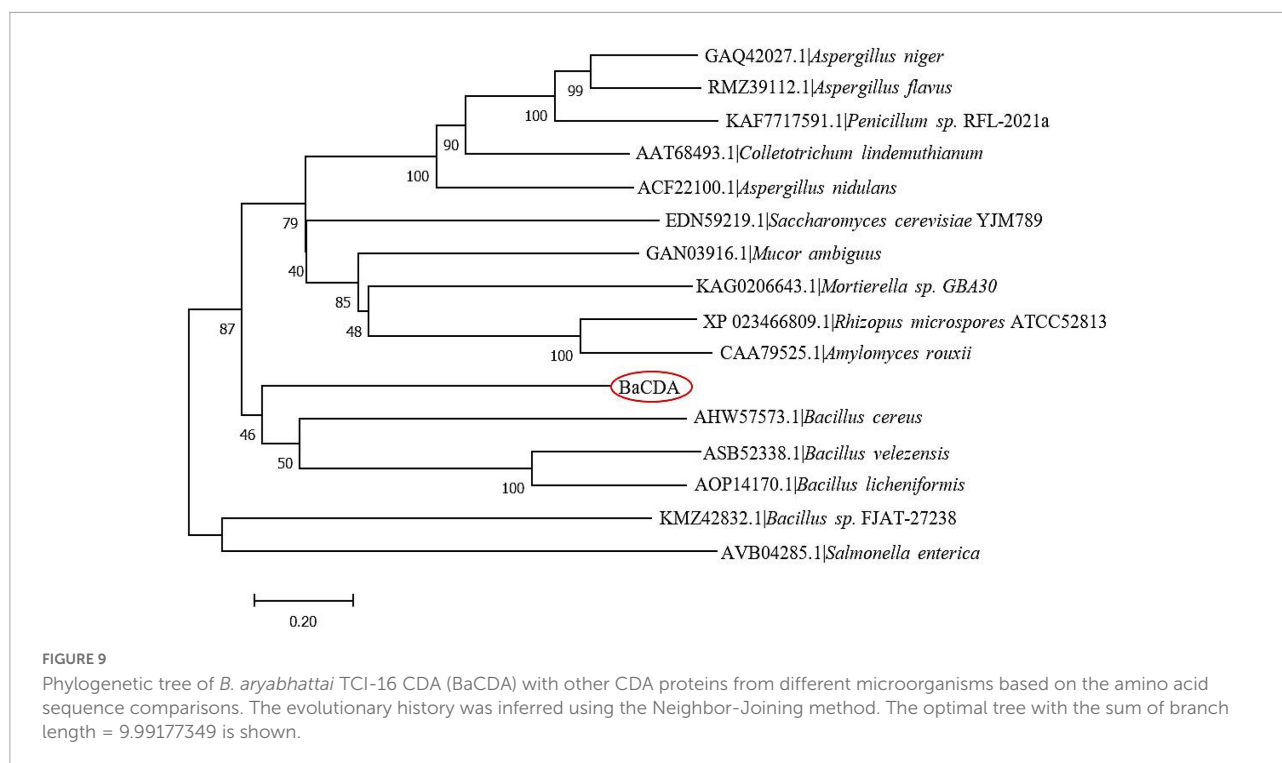 GAQ42027.1|Aspergillus niger
99
RMZ39112.1|Aspergillus flavus
100
KAF7717591.1|Penicillum sp. RFL-2021a
90
AAT68493.1|Colletotrichum lindemuthianum
100
ACF22100.1|Aspergillus nidulans
79
EDN59219.1|Saccharomyces cerevisiae YJM789
GAN03916.1|Mucor ambiguus
40
KAG0206643.1|Mortierella sp. GBA30
85
XP 023466809.1|Rhizopus microspores ATCC52813
87
48
CAA79525.1|Amylomyces rouxii
100
BaCDA
AHW57573.1|Bacillus cereus
46
ASB52338.1|Bacillus velezensis
50
AOP14170.1|Bacillus licheniformis
100
KMZ42832.1|Bacillus sp. FJAT-27238
AVB04285.1|Salmonella enterica
0.20
FIGURE 9
Phylogenetic tree of B. aryabhattai TCI-16 CDA (BaCDA) with other CDA proteins from different microorganisms based on the amino acid
sequence comparisons. The evolutionary history was inferred using the Neighbor-Joining method. The optimal tree with the sum of branch
length = 9.99177349 is shown.